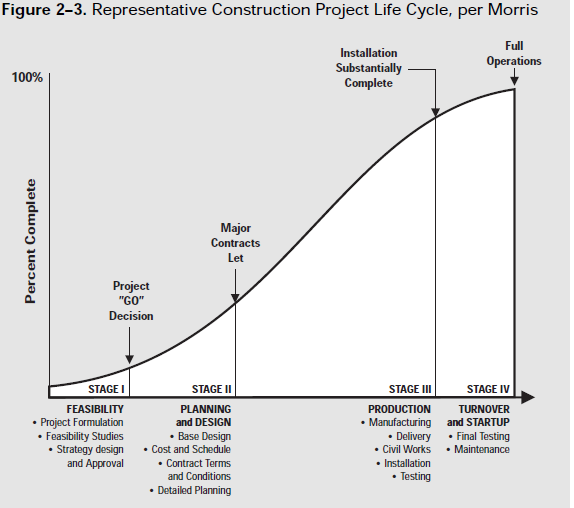 Figure 2–3. Representative Construction Project Life Cycle, per Morris
100%
Percent Complete
Project
"GO"
Decision
Major
Contracts
Let
Installation
Substantially
Complete
Full
Operations
STAGE I
STAGE II
STAGE III
STAGE IV
FEASIBILITY
• Project Formulation
• Feasibility Studies
• Strategy design
and Approval
PLANNING
and DESIGN
• Base Design
• Cost and Schedule
• Contract Terms
and Conditions
• Detailed Planning
PRODUCTION
• Manufacturing
• Delivery
• Civil Works
• Installation
• Testing
TURNOVER
and STARTUP
• Final Testing
• Maintenance